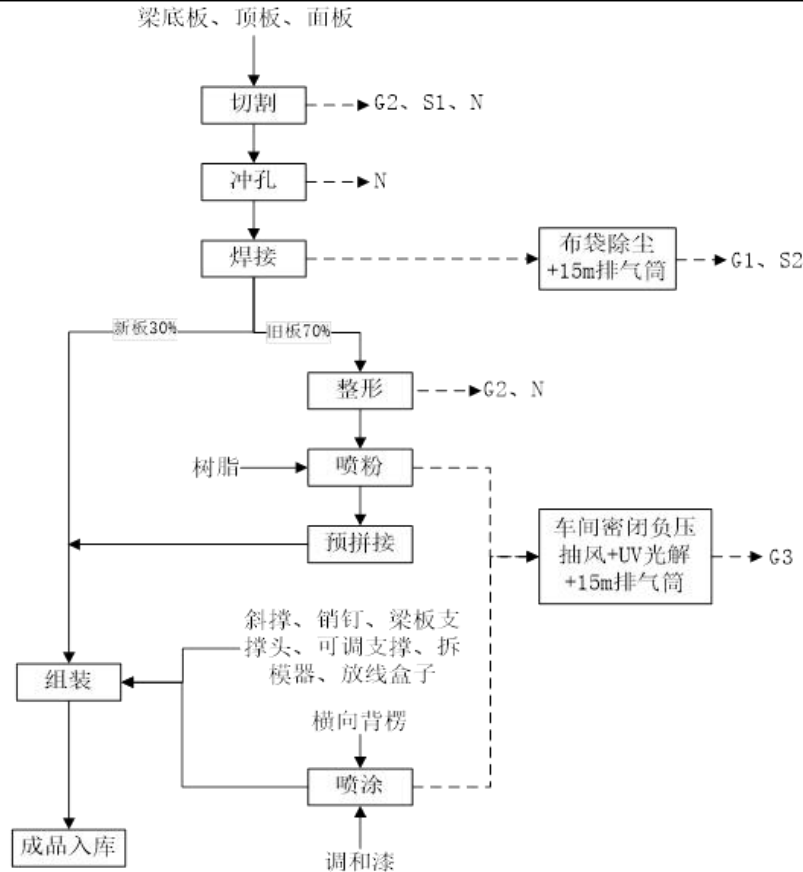 梁底板、顶板、面板
切割
G2、S1、N
冲孔
N
焊接
布袋除尘
+15m排气筒
G1、S2
新板30%
旧板70%
整形
G2、N
树脂
喷粉
预拼接
车间密闭负压
抽风+UV光解
+15m排气筒
G3
斜撑、销钉、梁板支
撑头、可调支撑、拆
模器、放线盒子
组装
横向背楞
喷涂
成品入库
调和漆